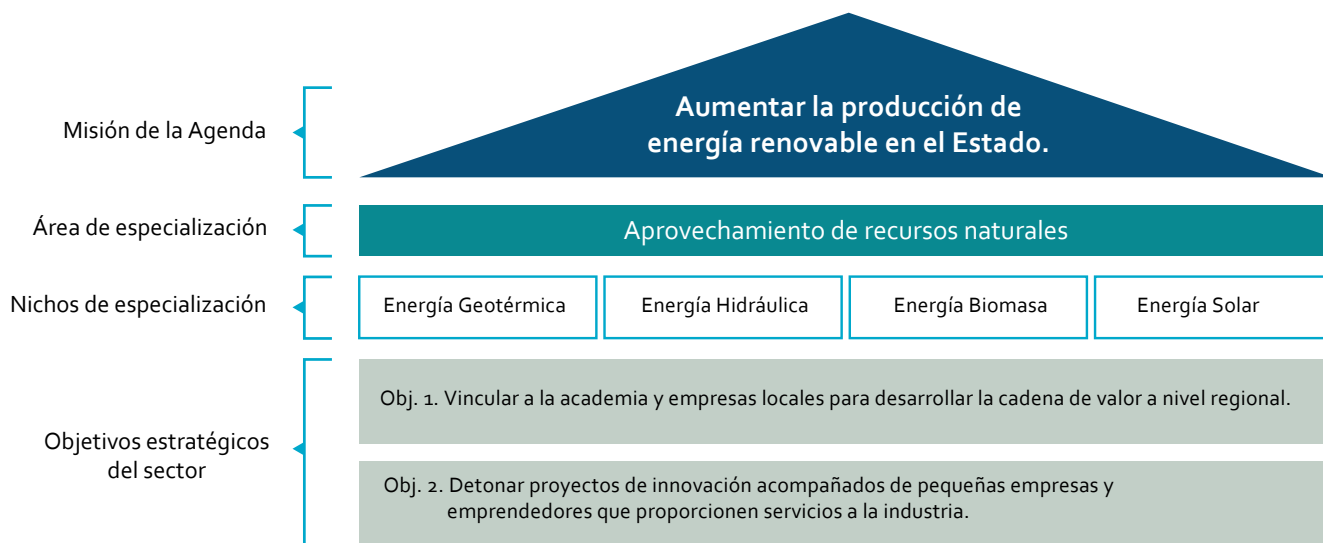 Misión de la Agenda
Aumentar la producción de
energía renovable en el Estado.
Área de especialización
Aprovechamiento de recursos naturales
Nichos de especialización
Energía Geotérmica
Energía Hidráulica
Energía Biomasa
Energía Solar
Objetivos estratégicos
del sector
Obj. 1. Vincular a la academia y empresas locales para desarrollar la cadena de valor a nivel regional.
Obj. 2. Detonar proyectos de innovación acompañados de pequeñas empresas y
emprendedores que proporcionen servicios a la industria.